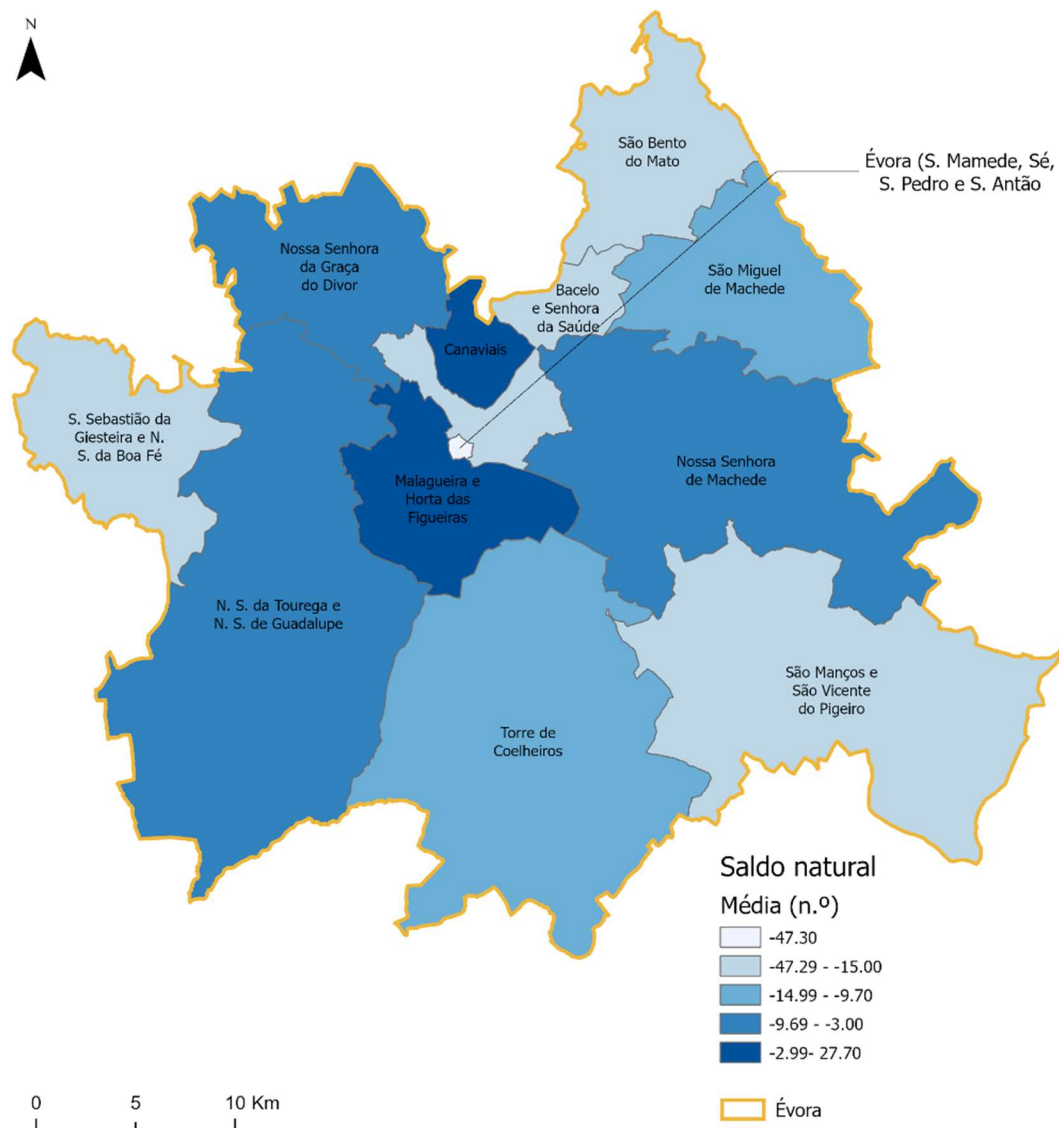 N
São Bento
do Mato
Évora (S. Mamede, Sé,
S. Pedro e S. Antão
Nossa Senhora
da Graça
do Divor
São Miguel
de Machede
Bacelo
e Senhora
da Saúde
Canaviais
S. Sebastião da
Giesteira e N.
S. da Boa Fé
Nossa Senhora
de Machede
Malagueira e
Horta das
Figueiras
N. S. da Tourega e
N. S. de Guadalupe
São Manços e
São Vicente
do Pigeiro
Torre de
Coelheiros
Saldo natural
Média (n.º)
-47.30
-47.29 - -15.00
-14.99 - -9.70
-9.69 - -3.00
-2.99- 27.70
Évora
0 5 10 Km